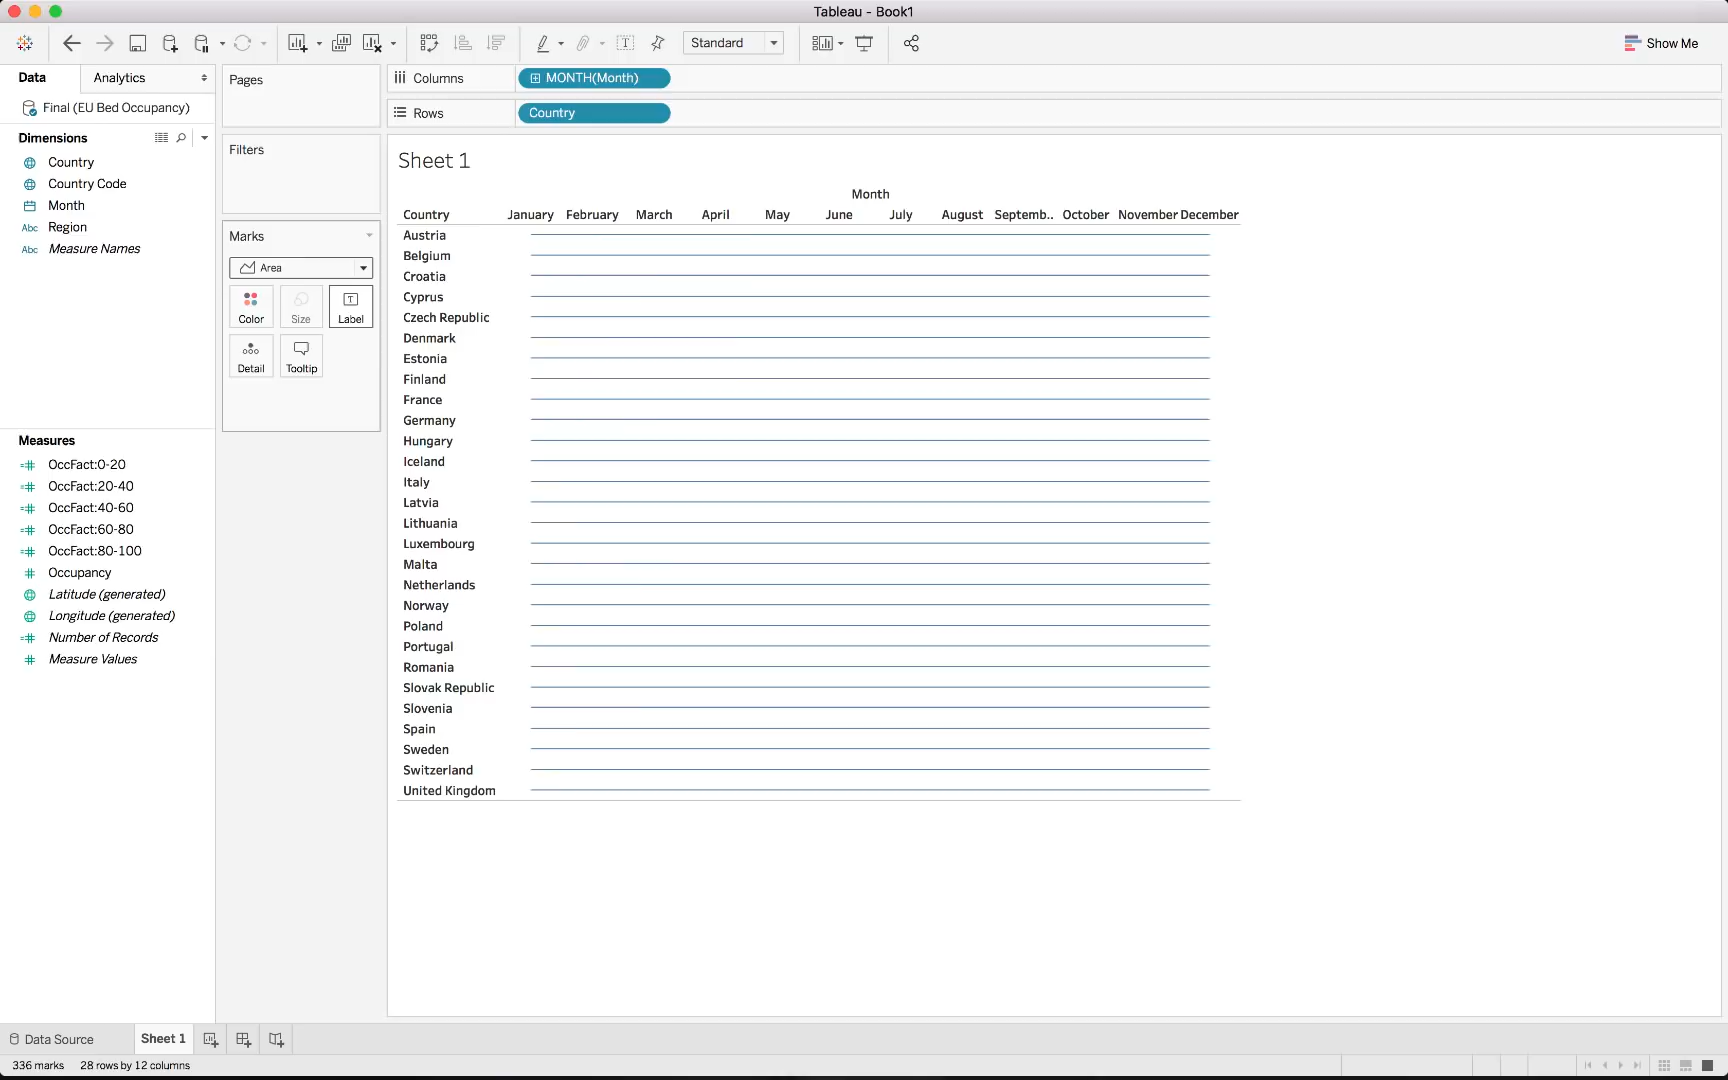 Tableau - Book1
Standard
Show Me
Data
Analytics
Pages
Columns
MONTH(Month)
Final (EU Bed Occupancy)
Rows
Country
Dimensions
Filters
Country
Country Code
Month
Abc Region
Abc Measure Names
Marks
Area
Color
Size
Label
Detail
Tooltip
Sheet 1
Month
Country January February March April May June July August Septemb.. October November December
Austria
Belgium
Croatia
Cyprus
Czech Republic
Denmark
Estonia
Finland
France
Germany
Hungary
Iceland
Italy
Latvia
Lithuania
Luxembourg
Malta
Netherlands
Norway
Poland
Portugal
Romania
Slovak Republic
Slovenia
Spain
Sweden
Switzerland
United Kingdom
Measures
OccFact:0-20
OccFact:20-40
OccFact:40-60
OccFact:60-80
OccFact:80-100
Occupancy
Latitude (generated)
Longitude (generated)
Number of Records
Measure Values
Data Source
Sheet 1
336 marks 28 rows by 12 columns